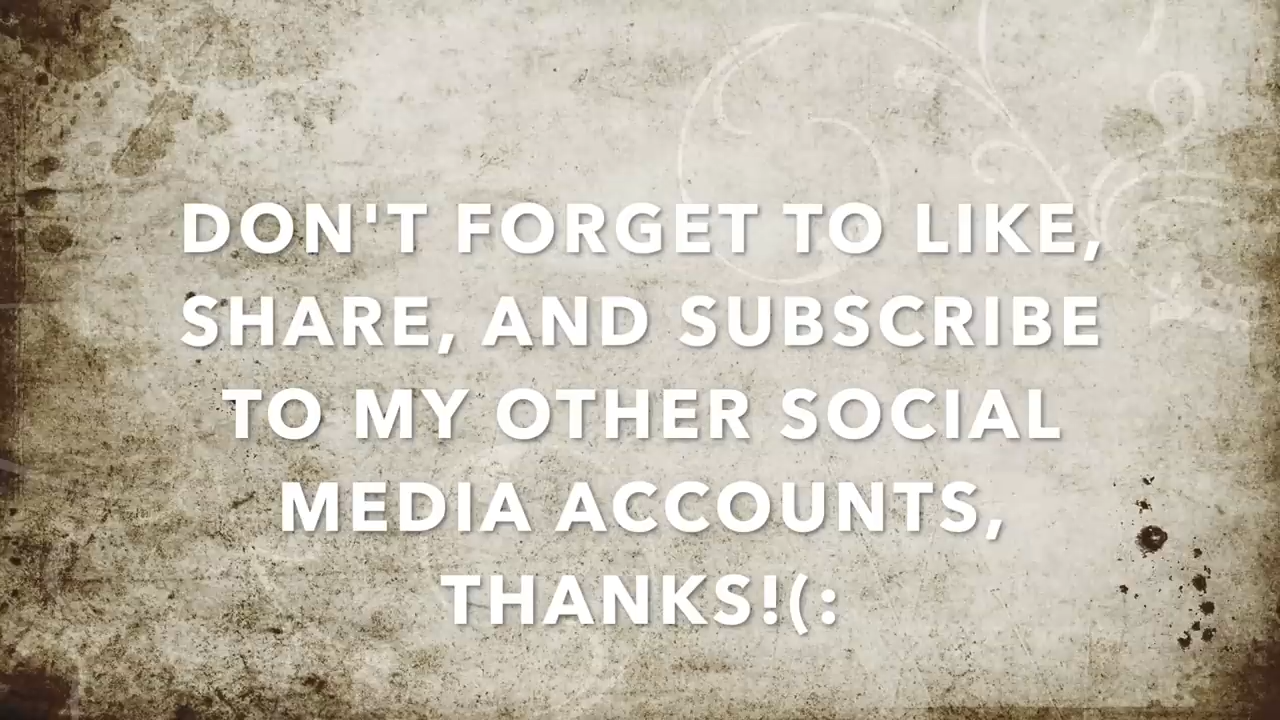 DON'T FORGET TO LIKE,
SHARE, AND SUBSCRIBE
TO MY OTHER SOCIAL
MEDIA ACCOUNTS,
THANKS!(: